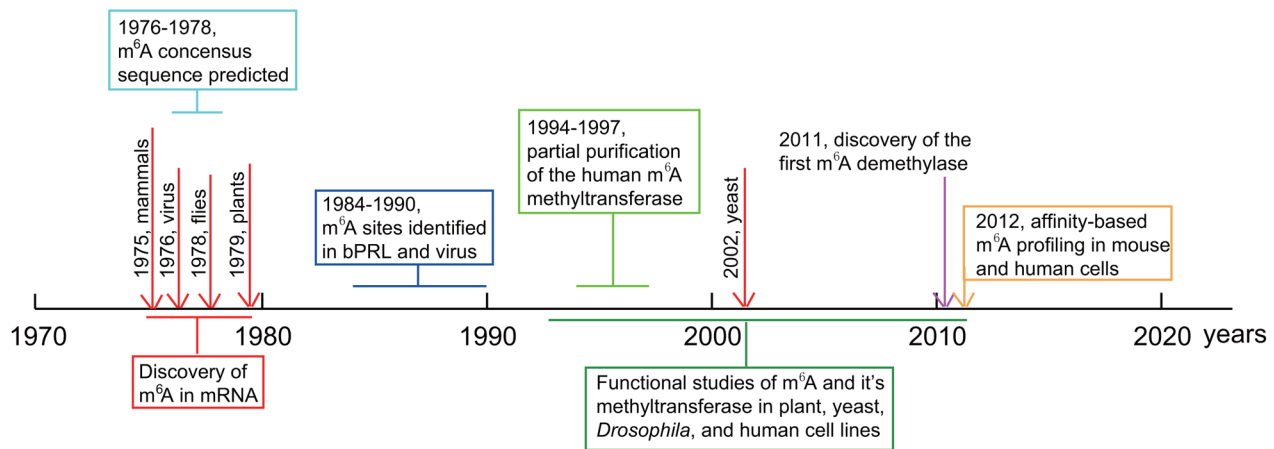 1976-1978,
m⁶A concensus
sequence predicted
1975, mammals
1976, virus
1978, flies
1979, plants
1984-1990,
m⁶A sites identified
in bPRL and virus
1994-1997,
partial purification
of the human m⁶A
methyltransferase
2002, yeast
2011, discovery of the
first m⁶A demethylase
2012, affinity-based
m⁶A profiling in mouse
and human cells
1970 1980 1990 2000 2010 2020 years
Discovery of
m⁶A in mRNA
Functional studies of m⁶A and it's
methyltransferase in plant, yeast,
Drosophila, and human cell lines